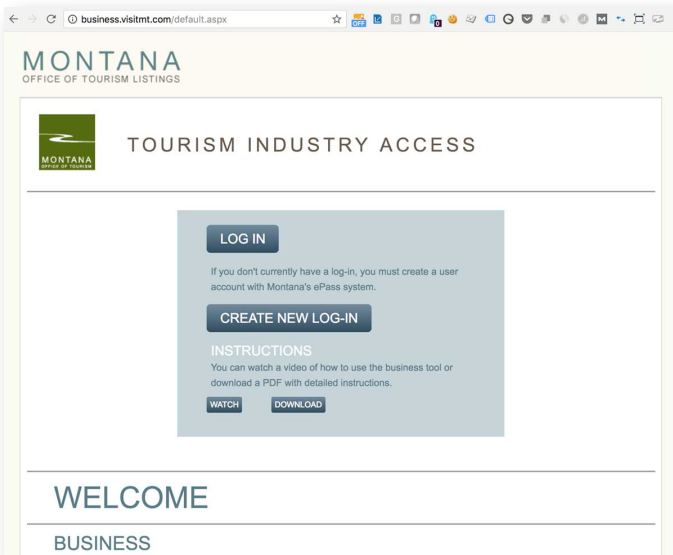 business.visitmt.com/default.aspx
OFF
0
MONTANA
OFFICE OF TOURISM LISTINGS
MONTANA
OFFICE OF TOURISM
TOURISM INDUSTRY ACCESS
LOG IN
If you don't currently have a log-in, you must create a user
account with Montana's ePass system.
CREATE NEW LOG-IN
INSTRUCTIONS
You can watch a video of how to use the business tool or
download a PDF with detailed instructions.
WATCH DOWNLOAD
WELCOME
BUSINESS